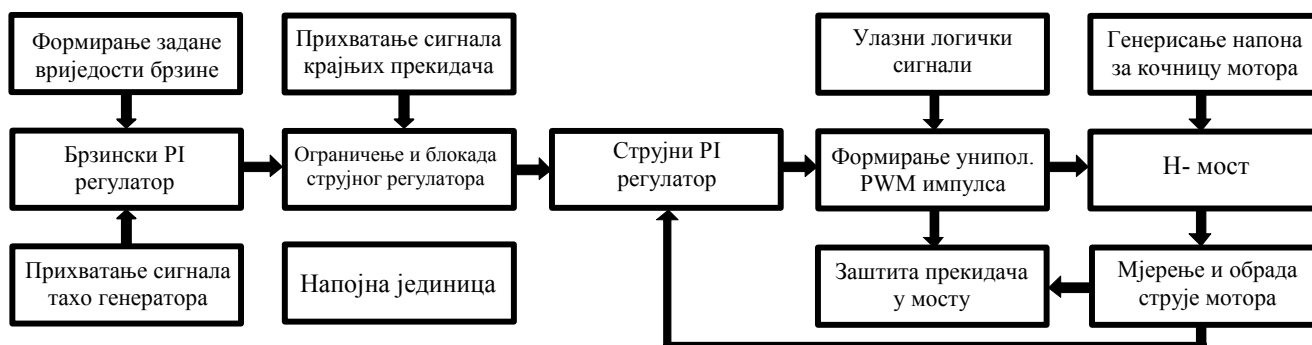 Формирање задане
вриједости брзине
Прихватање сигнала
крајњих прекидача
Улазни логички
сигнали
Генерисање напона
за кочницу мотора
Брзински PI
регулатор
Ограничење и блокада
струјног регулатора
Струјни PI
регулатор
Формирање унипол.
PWM импулса
Н- мост
Прихватање сигнала
тахо генератора
Напојна јединица
Заштита прекидача
у мосту
Мјерење и обрада
струје мотора